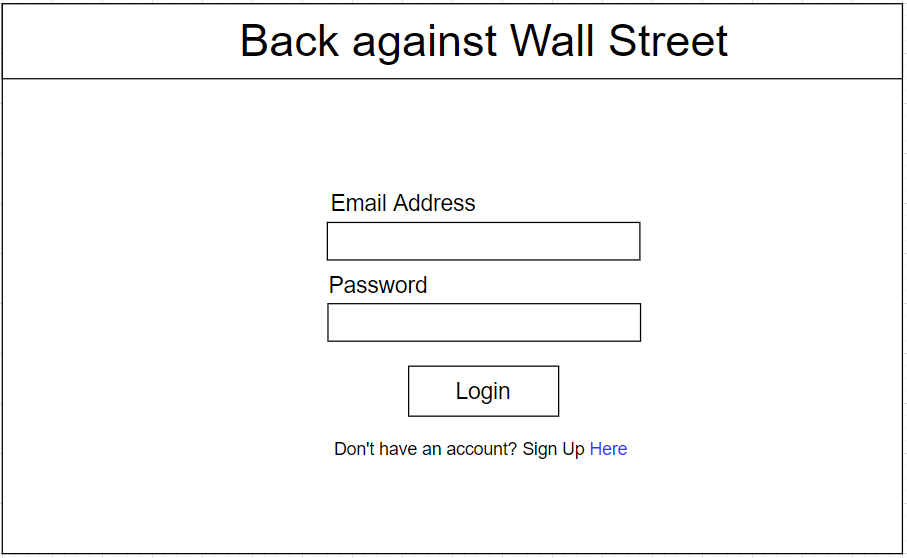 Back against Wall Street
Email Address
Password
Login
Don't have an account? Sign Up Here